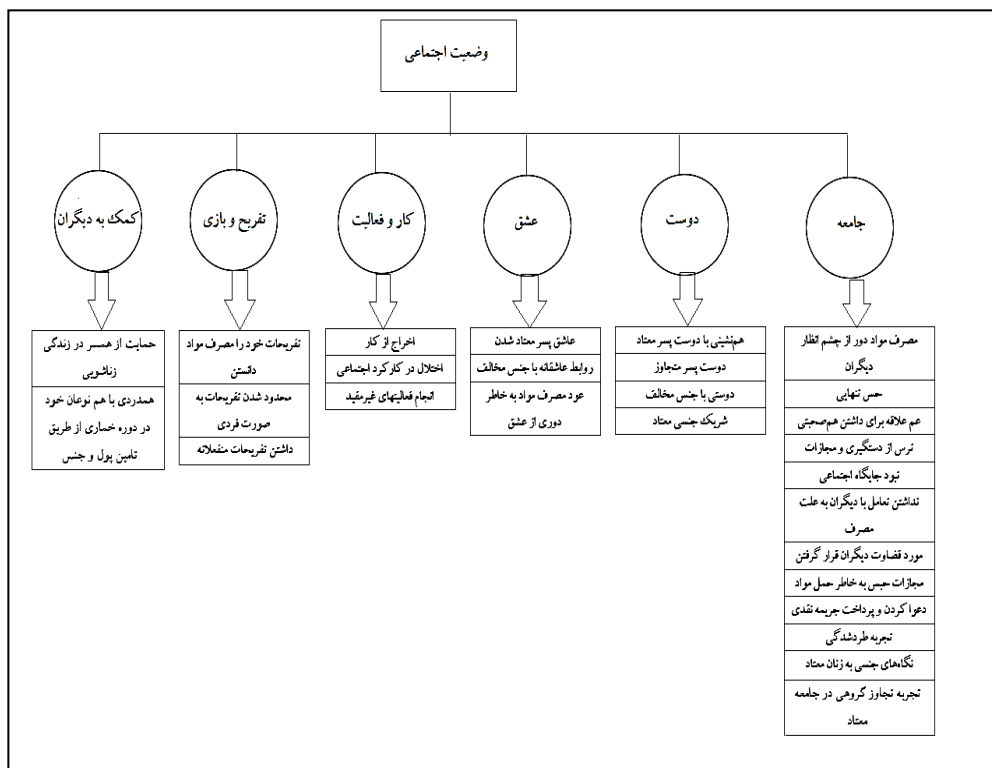 وضعیت اجتماعی
جامعه
دوست
عشق
کار و فعالیت
تفریح و بازی
کمک به دیگران
مصرف مواد دور از چشم انظار
دیگران
حس تنهایی
عم علاقه برای داشتن هم‌صحبتی
ترس از دستگیری و مجازات
نبود جایگاه اجتماعی
نداشتن تعامل با دیگران به علت
مصرف
مورد قضاوت دیگران قرار گرفتن
مجازات حبس به خاطر حمل مواد
دعوا کردن و پرداخت جریمه نقدی
تجربه طردشدگی
نگاه‌های جنسی به زنان معتاد
تجربه تجاوز گروهی در جامعه
معتاد
هم‌نشینی با دوست پسر معتاد
دوست پسر متجاوز
دوستی با جنس مخالف
شریک جنسی معتاد
عاشق پسر معتاد شدن
روابط عاشقانه با جنس مخالف
عود مصرف مواد به خاطر
دوری از عشق
اخراج از کار
اختلال در کارکرد اجتماعی
انجام فعالیتهای غیرمفید
تفریحات خود را مصرف مواد
دانستن
محدود شدن تفریحات به
صورت فردی
داشتن تفریحات منفعلانه
حمایت از همسر در زندگی
زناشویی
همدردی با هم نوعان خود
در دوره خماری از طریق
تامین پول و جنس